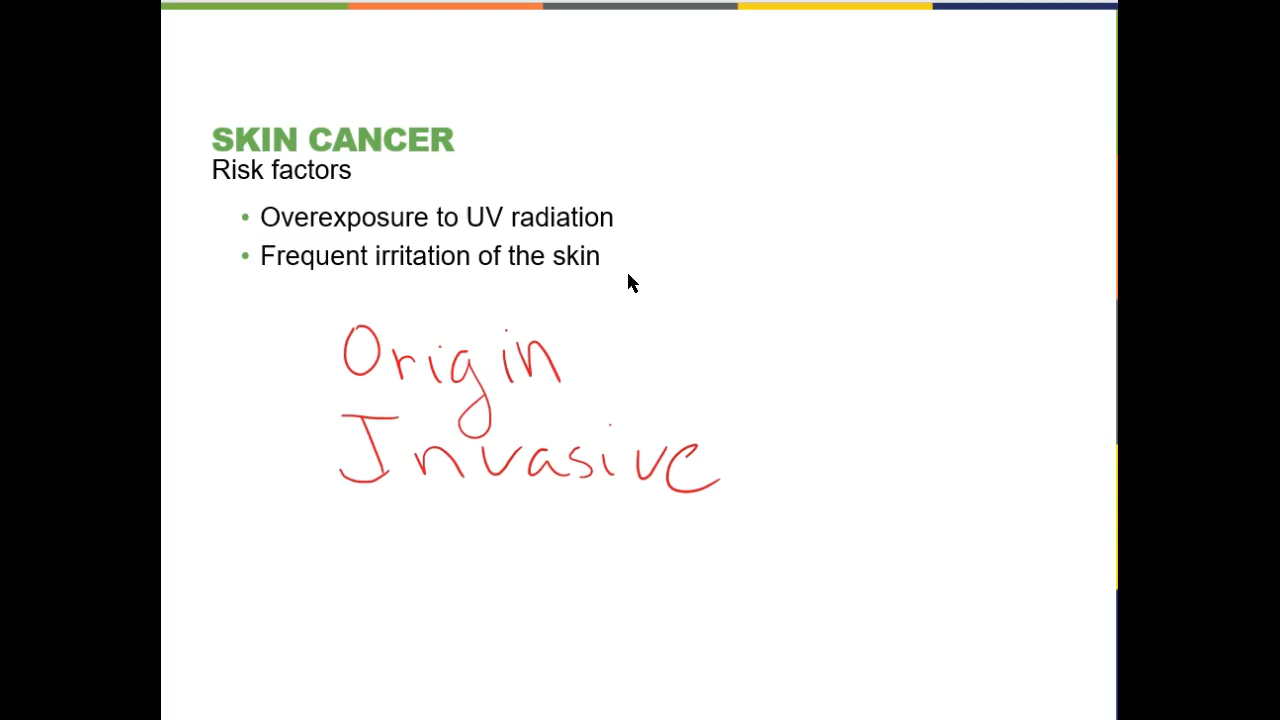 SKIN CANCER
Risk factors
• Overexposure to UV radiation
• Frequent irritation of the skin
Origin
Invasive